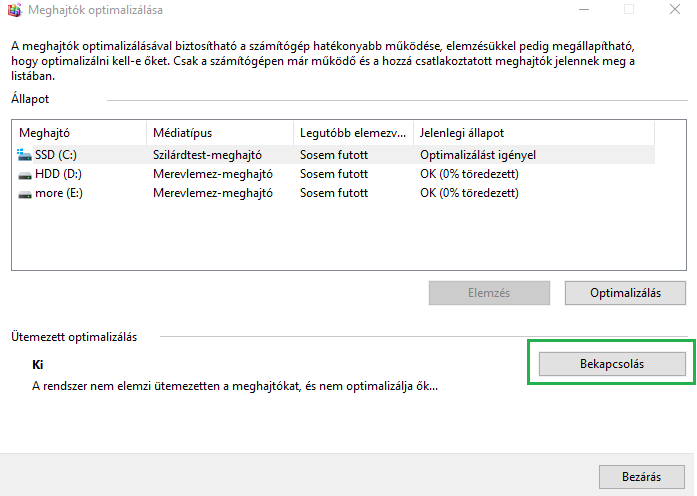 Meghajtók optimalizálása
A meghajtók optimalizálásával biztosítható a számítógép hatékonyabb működése, elemzésükkel pedig megállapítható,
hogy optimalizálni kell-e őket. Csak a számítógépen már működő és a hozzá csatlakoztatott meghajtók jelennek meg a
listában.
Állapot
Meghajtó Médiatípus Legutóbb elemezv... Jelenlegi állapot
SSD (C:) Szilárdtest-meghajtó Sosem futott Optimalizálást igényel
HDD (D:) Merevlemez-meghajtó Sosem futott OK (0% töredezett)
more (E:) Merevlemez-meghajtó Sosem futott OK (0% töredezett)
Elemzés Optimalizálás
Ütemezett optimalizálás
Ki Bekapcsolás
A rendszer nem elemzi ütemezetten a meghajtókat, és nem optimalizálja ők...
Bezárás